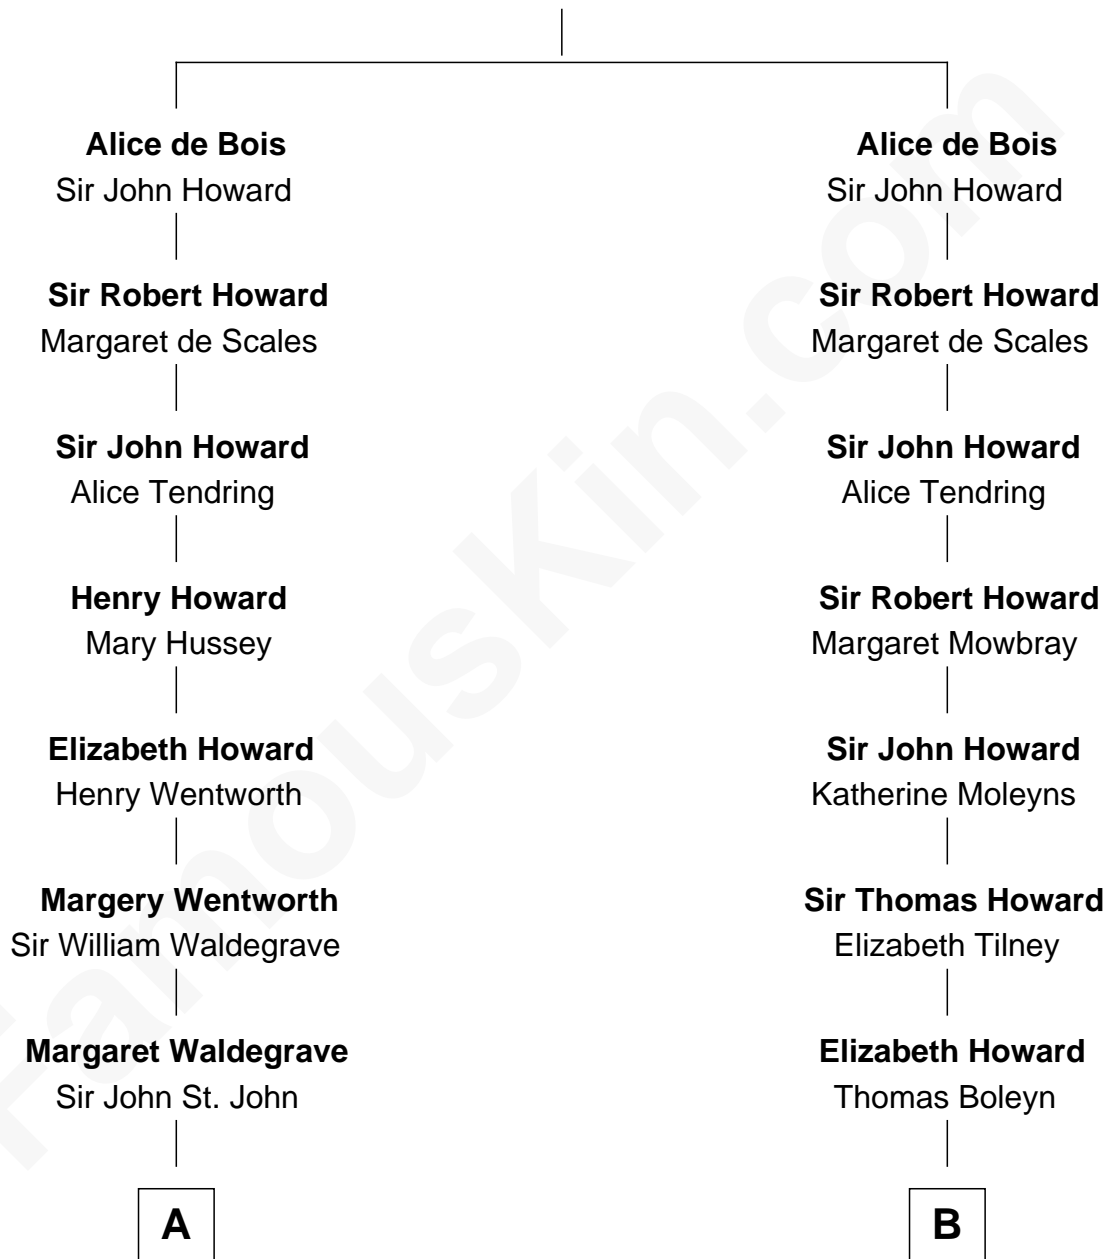 Alice de Bois
Sir John Howard
Sir Robert Howard
Margaret de Scales
Sir John Howard
Alice Tendring
Henry Howard
Mary Hussey
Elizabeth Howard
Henry Wentworth
Margery Wentworth
Sir William Waldegrave
Margaret Waldegrave
Sir John St. John
A
Alice de Bois
Sir John Howard
Sir Robert Howard
Margaret de Scales
Sir John Howard
Alice Tendring
Sir Robert Howard
Margaret Mowbray
Sir John Howard
Katherine Moleyns
Sir Thomas Howard
Elizabeth Tilney
Elizabeth Howard
Thomas Boleyn
B
FamousKin.com